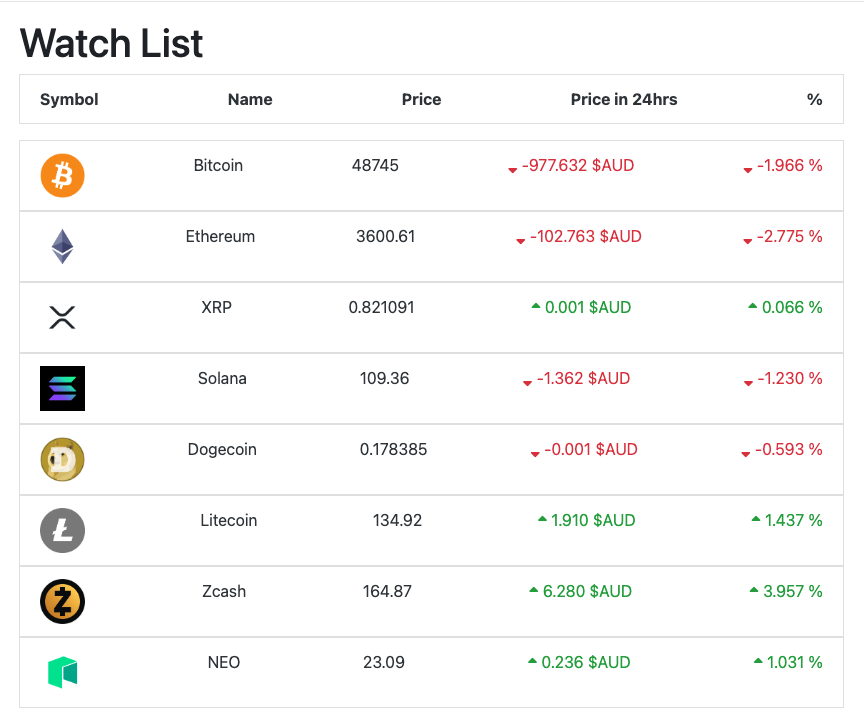 Watch List
Symbol Name Price Price in 24hrs %
Bitcoin 48745 -977.632 $AUD -1.966 %
Ethereum 3600.61 -102.763 $AUD -2.775 %
XRP 0.821091 0.001 $AUD 0.066 %
Solana 109.36 -1.362 $AUD -1.230 %
Dogecoin 0.178385 -0.001 $AUD -0.593 %
Litecoin 134.92 1.910 $AUD 1.437 %
Zcash 164.87 6.280 $AUD 3.957 %
NEO 23.09 0.236 $AUD 1.031 %